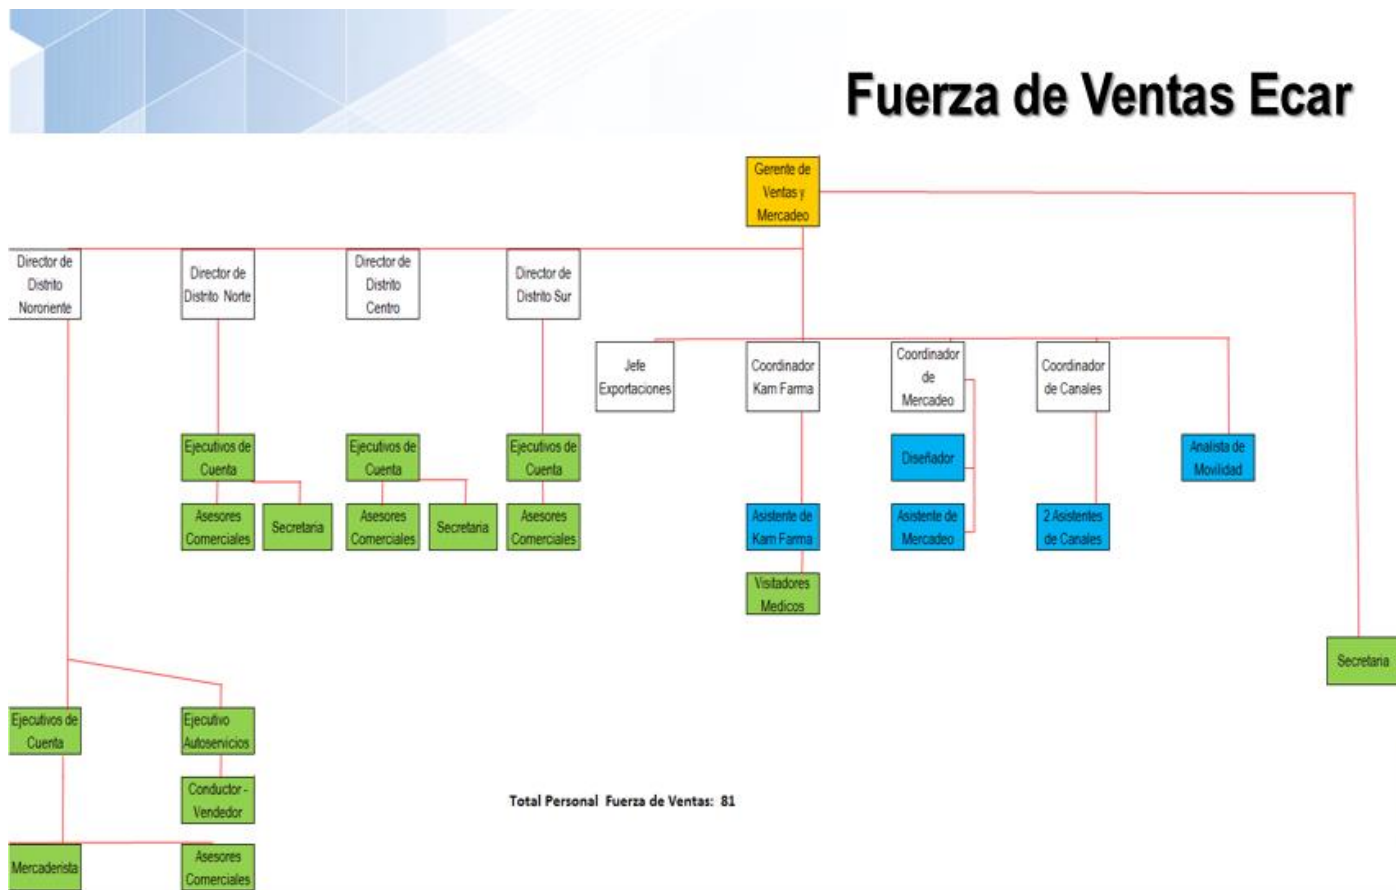 Fuerza de Ventas Ecar
Gerente de
Ventas y
Mercadeo
Director de
Distrito
Nororiente
Director de
Distrito Norte
Director de
Distrito
Centro
Director de
Distrito Sur
Jefe
Exportaciones
Coordinador
Kam Farma
Coordinador
de
Mercadeo
Coordinador
de Canales
Ejecutivos de
Cuenta
Ejecutivos de
Cuenta
Ejecutivos de
Cuenta
Diseñador
Analista de
Movilidad
Asesores
Comerciales
Secretaria
Asesores
Comerciales
Secretaria
Asesores
Comerciales
Asistente de
Kam Farma
Asistente de
Mercadeo
2 Asistentes
de Canales
Visitadores
Medicos
Secretaria
Ejecutivos de
Cuenta
Ejecutivo
Autoservicios
Conductor -
Vendedor
Total Personal Fuerza de Ventas: 81
Mercaderista
Asesores
Comerciales